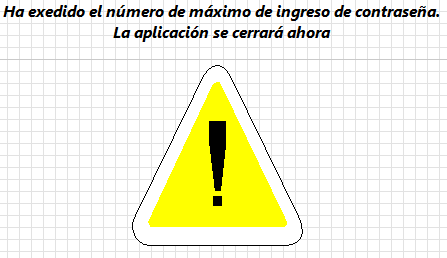 Ha exedido el número de máximo de ingreso de contraseña.
La aplicación se cerrará ahora
!